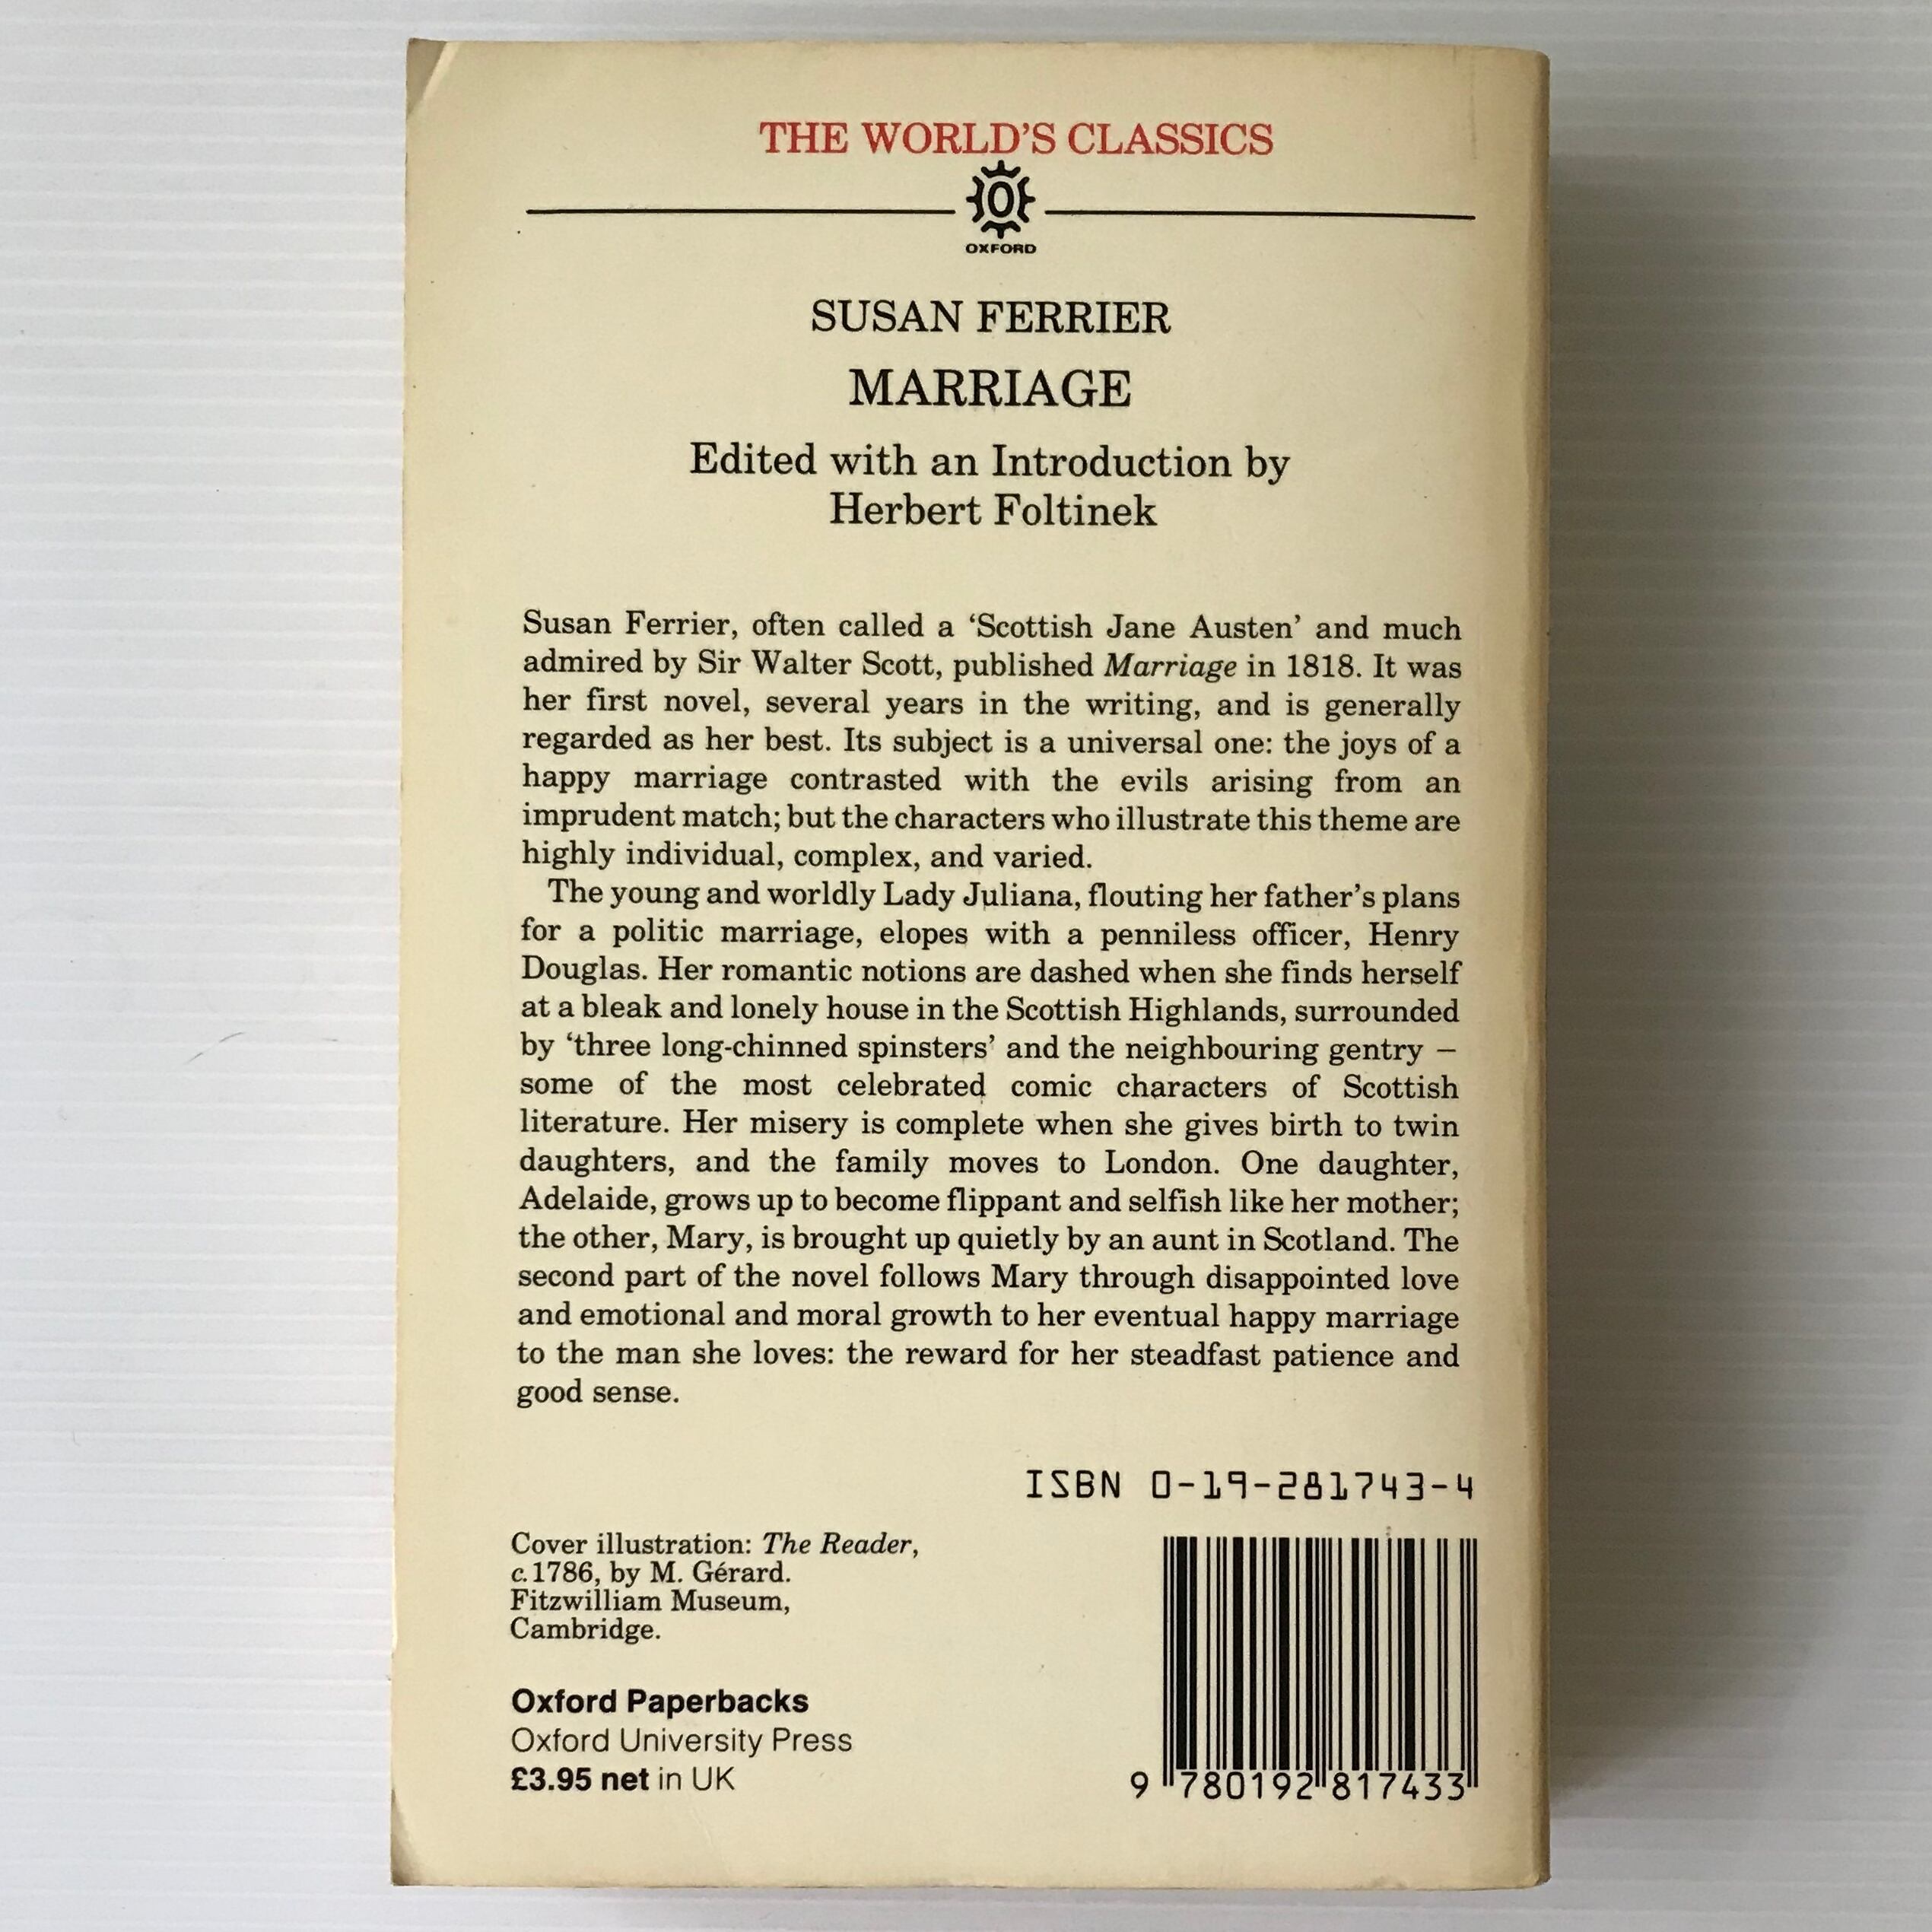 THE WORLD'S CLASSICS
O
OXFORD
SUSAN FERRIER
MARRIAGE
Edited with an Introduction by
Herbert Foltinek
Susan Ferrier, often called a ‘Scottish Jane Austen’ and much
admired by Sir Walter Scott, published Marriage in 1818. It was
her first novel, several years in the writing, and is generally
regarded as her best. Its subject is a universal one: the joys of a
happy marriage contrasted with the evils arising from an
imprudent match; but the characters who illustrate this theme are
highly individual, complex, and varied.
The young and worldly Lady Juliana, flouting her father’s plans
for a politic marriage, elopes with a penniless officer, Henry
Douglas. Her romantic notions are dashed when she finds herself
at a bleak and lonely house in the Scottish Highlands, surrounded
by ‘three long-chinned spinsters’ and the neighbouring gentry –
some of the most celebrated comic characters of Scottish
literature. Her misery is complete when she gives birth to twin
daughters, and the family moves to London. One daughter,
Adelaide, grows up to become flippant and selfish like her mother;
the other, Mary, is brought up quietly by an aunt in Scotland. The
second part of the novel follows Mary through disappointed love
and emotional and moral growth to her eventual happy marriage
to the man she loves: the reward for her steadfast patience and
good sense.
ISBN 0-19-281743-4
Cover illustration: The Reader,
c.1786, by M. Gérard.
Fitzwilliam Museum,
Cambridge.
Oxford Paperbacks
Oxford University Press
£3.95 net in UK
9 780192 817433